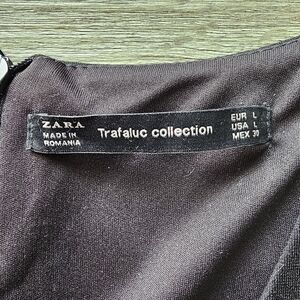 ZARA
MADE IN
ROMANIA
Trafaluc collection
EUR L
USA L
MEX 30